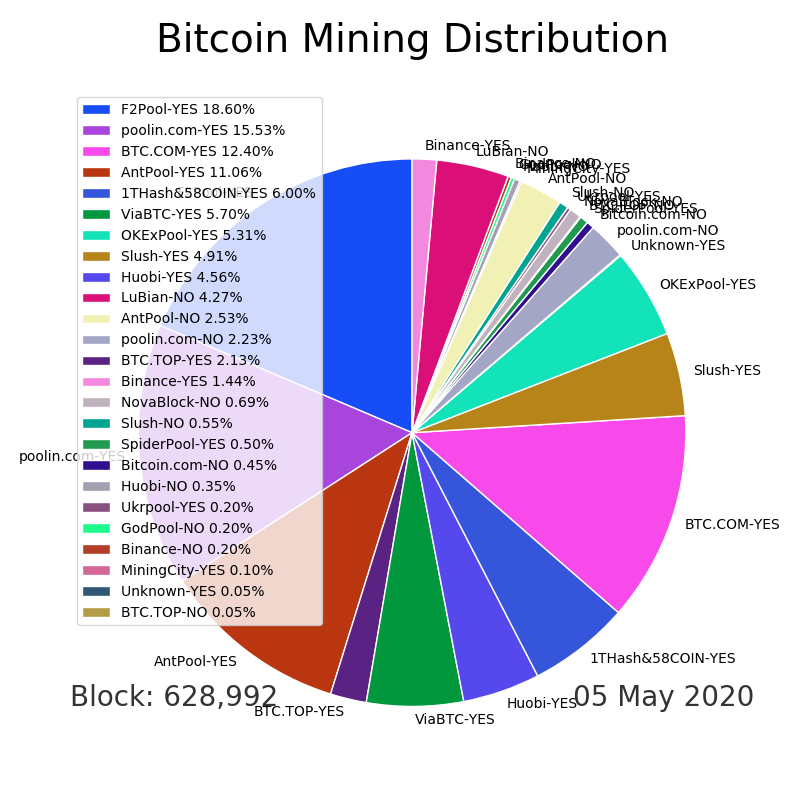 Bitcoin Mining Distribution
F2Pool-YES 18.60%
poolin.com-YES 15.53%
BTC.COM-YES 12.40%
AntPool-YES 11.06%
1THash&58COIN-YES 6.00%
ViaBTC-YES 5.70%
OKExPool-YES 5.31%
Slush-YES 4.91%
Huobi-YES 4.56%
LuBian-NO 4.27%
AntPool-NO 2.53%
poolin.com-NO 2.23%
BTC.TOP-YES 2.13%
Binance-YES 1.44%
NovaBlock-NO 0.69%
Slush-NO 0.55%
SpiderPool-YES 0.50%
Bitcoin.com-NO 0.45%
Huobi-NO 0.35%
Ukrpool-YES 0.20%
GodPool-NO 0.20%
Binance-NO 0.20%
MiningCity-YES 0.10%
Unknown-YES 0.05%
BTC.TOP-NO 0.05%
Binance-YES
LuBian-NO
Binance-NO
MiningCity-YES
AntPool-NO
Slush-NO
SpiderPool-YES
Bitcoin.com-NO
poolin.com-NO
Unknown-YES
OKExPool-YES
Slush-YES
BTC.COM-YES
1THash&58COIN-YES
Huobi-YES
ViaBTC-YES
BTC.TOP-YES
AntPool-YES
poolin.com-YES
Block: 628,992
05 May 2020